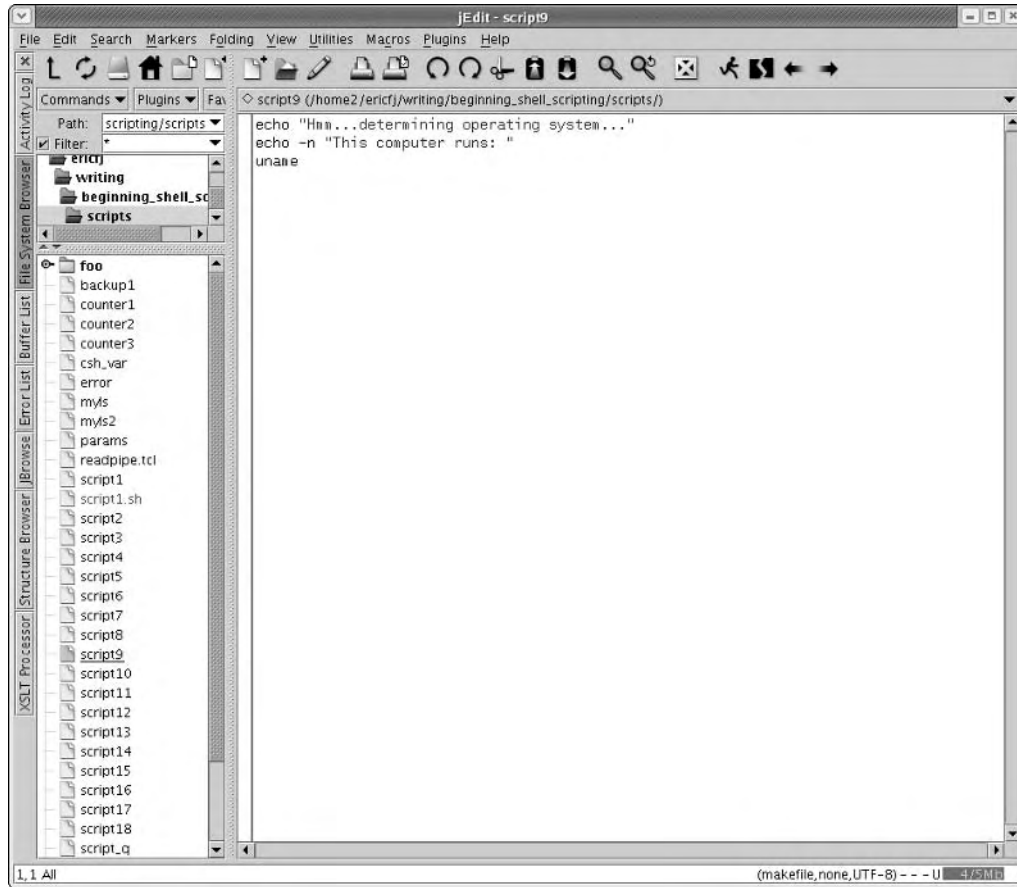 jEdit - script9
File Edit Search Markers Folding View Utilities Macros Plugins Help
Commands Plugins Fav
script9 (/home2/ericfj/writing/beginning_shell_scripting/scripts/)
Path: scripting/scripts
Filter: *
ericfj
writing
beginning_shell_sc
scripts
echo "Hmm...determining operating system..."
echo -n "This computer runs: "
uname
foo
backup1
counter1
counter2
counter3
csh_var
error
myls
myls2
params
readpipe.tcl
script1
script1.sh
script2
script3
script4
script5
script6
script7
script8
script9
script10
script11
script12
script13
script14
script15
script16
script17
script18
script_q
Activity Log
File System Browser
Buffer List
Error List
JBrowse
Structure Browser
XSLT Processor
1,1 All
(makefile,none,UTF-8) - - - U 4/5Mb